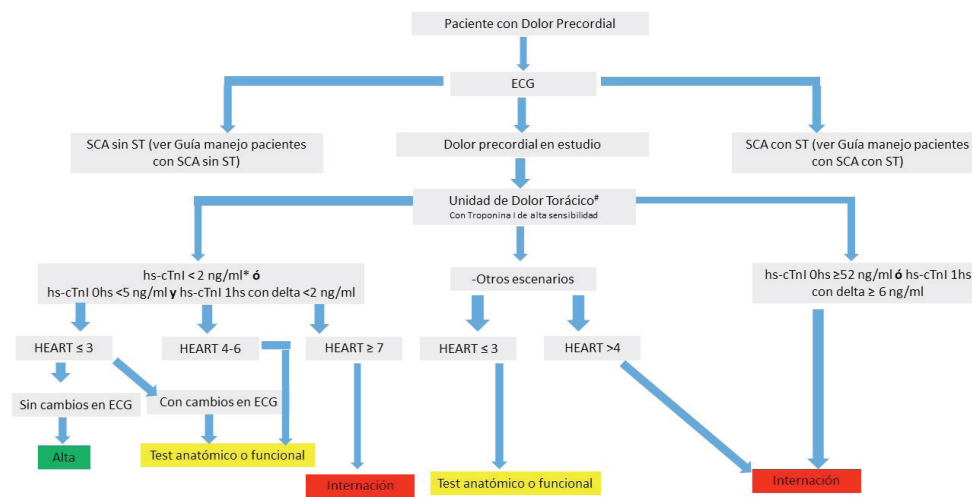 Paciente con Dolor Precordial
ECG
SCA sin ST (ver Guía manejo pacientes
con SCA sin ST)
Dolor precordial en estudio
SCA con ST (ver Guía manejo pacientes
con SCA con ST)
Unidad de Dolor Torácico#
Con Troponina I de alta sensibilidad
hs-cTnI < 2 ng/ml* ó
hs-cTnI 0hs <5 ng/ml y hs-cTnI 1hs con delta <2 ng/ml
-Otros escenarios
hs-cTnI 0hs ≥52 ng/ml ó hs-cTnI 1hs
con delta ≥ 6 ng/ml
HEART ≤ 3
HEART 4-6
HEART ≥ 7
HEART ≤ 3
HEART >4
Sin cambios en ECG
Con cambios en ECG
Alta
Test anatómico o funcional
Internación
Test anatómico o funcional
Internación